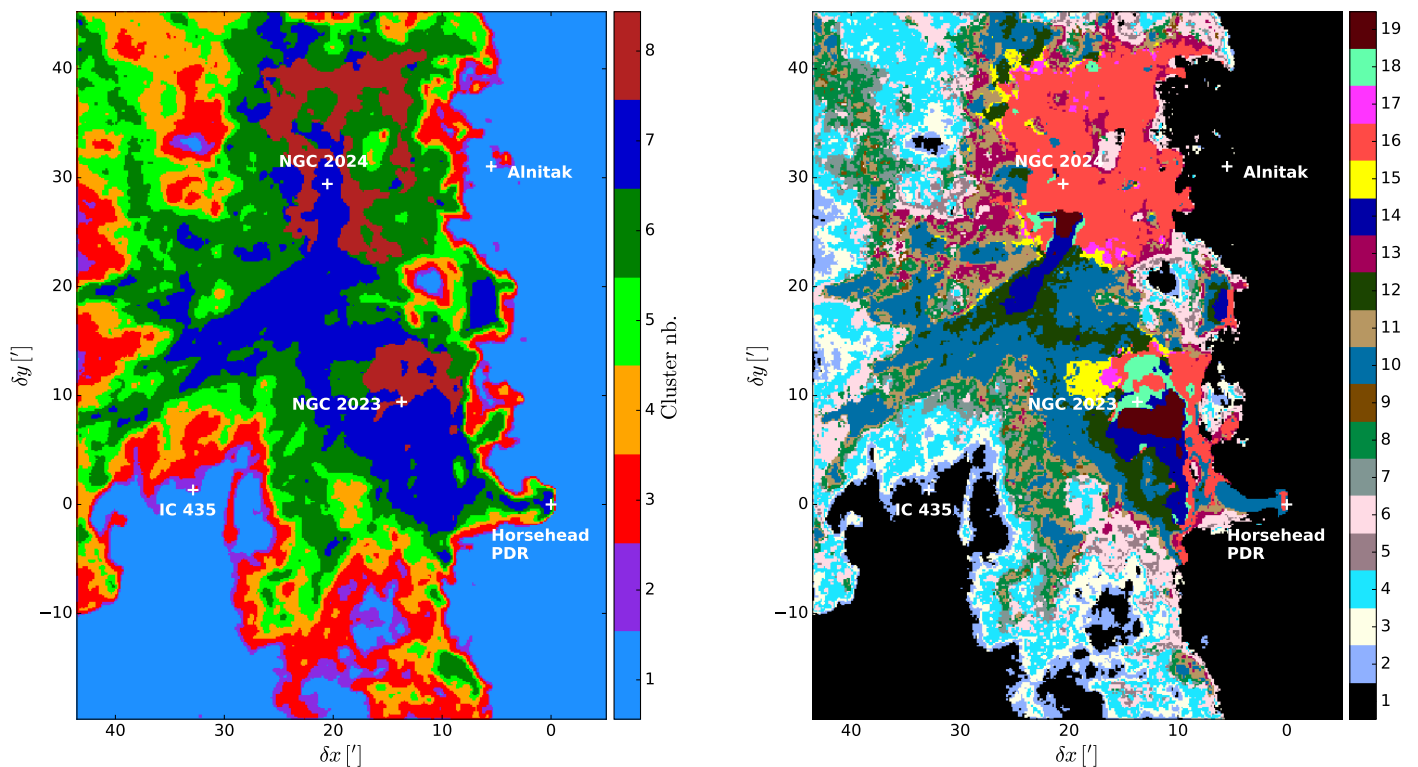 40
30
20
10
0
−10
δy [′]
40
30
20
10
0
δx [′]
NGC 2024
Alnitak
NGC 2023
IC 435
Horsehead
PDR
8
7
6
5
4
3
2
1
Cluster nb.
40
30
20
10
0
−10
δy [′]
40
30
20
10
0
δx [′]
NGC 2024
Alnitak
NGC 2023
IC 435
Horsehead
PDR
19
18
17
16
15
14
13
12
11
10
9
8
7
6
5
4
3
2
1